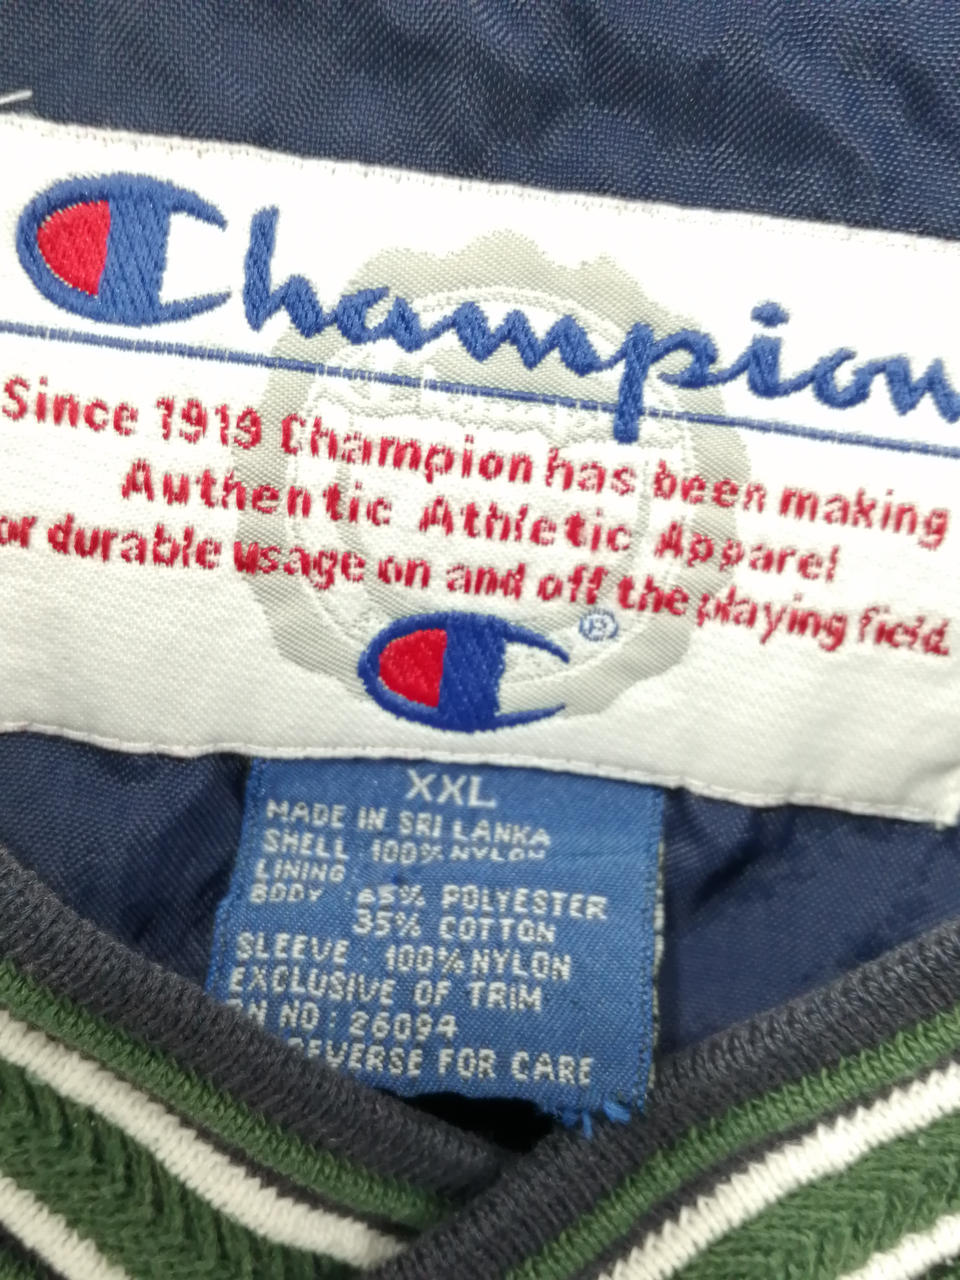 Champion
Since 1919 Champion has been making
Authentic Athletic Apparel
or durable usage on and off the playing field.
®
XXL
MADE IN SRI LANKA
SHELL 100% NYLON
LINING:
BODY : 65% POLYESTER
35% COTTON
SLEEVE : 100% NYLON
EXCLUSIVE OF TRIM
N NO : 26094
REVERSE FOR CARE